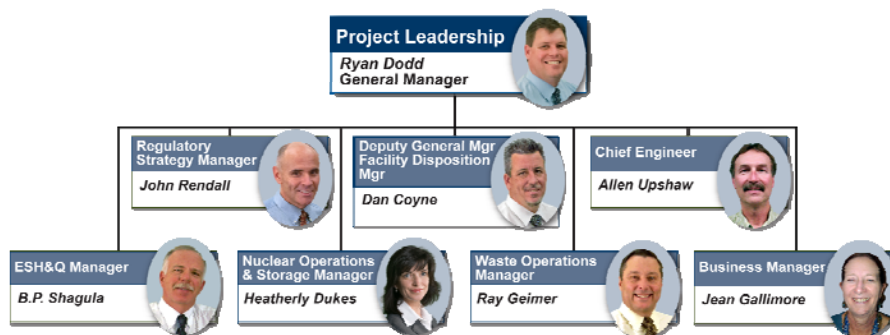 Project Leadership
Ryan Dodd
General Manager
Regulatory
Strategy Manager
John Rendall
Deputy General Mgr
Facility Disposition
Mgr
Dan Coyne
Chief Engineer
Allen Upshaw
ESH&Q Manager
B.P. Shagula
Nuclear Operations
& Storage Manager
Heatherly Dukes
Waste Operations
Manager
Ray Geimer
Business Manager
Jean Gallimore